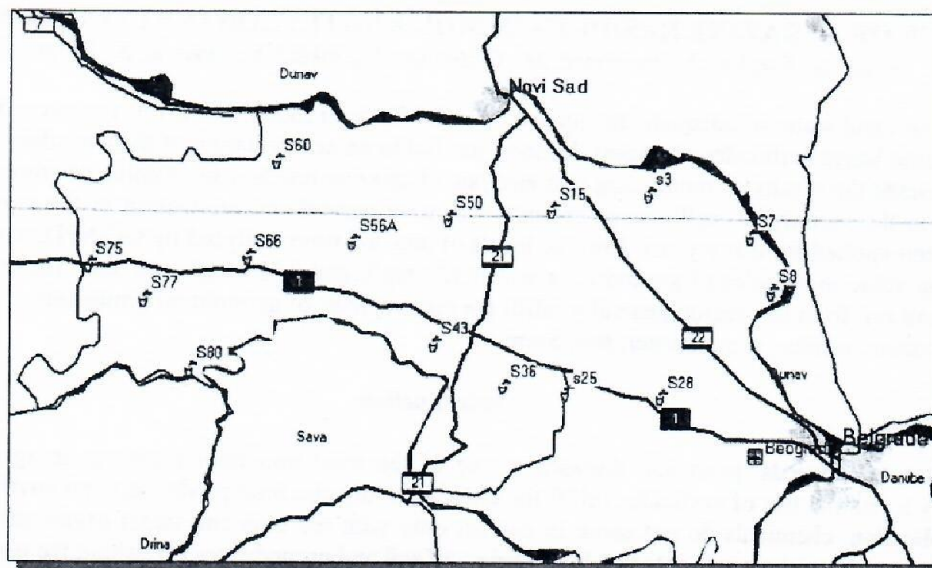 7
Dunav
Novi Sad
S60
s3
S15
S50
S7
S56A
S66
S75
21
S8
1
S77
S43
22
S80
Dunav
S36
s25
S28
1
Sava
Belgrade
Beograd
21
Danube
Drina